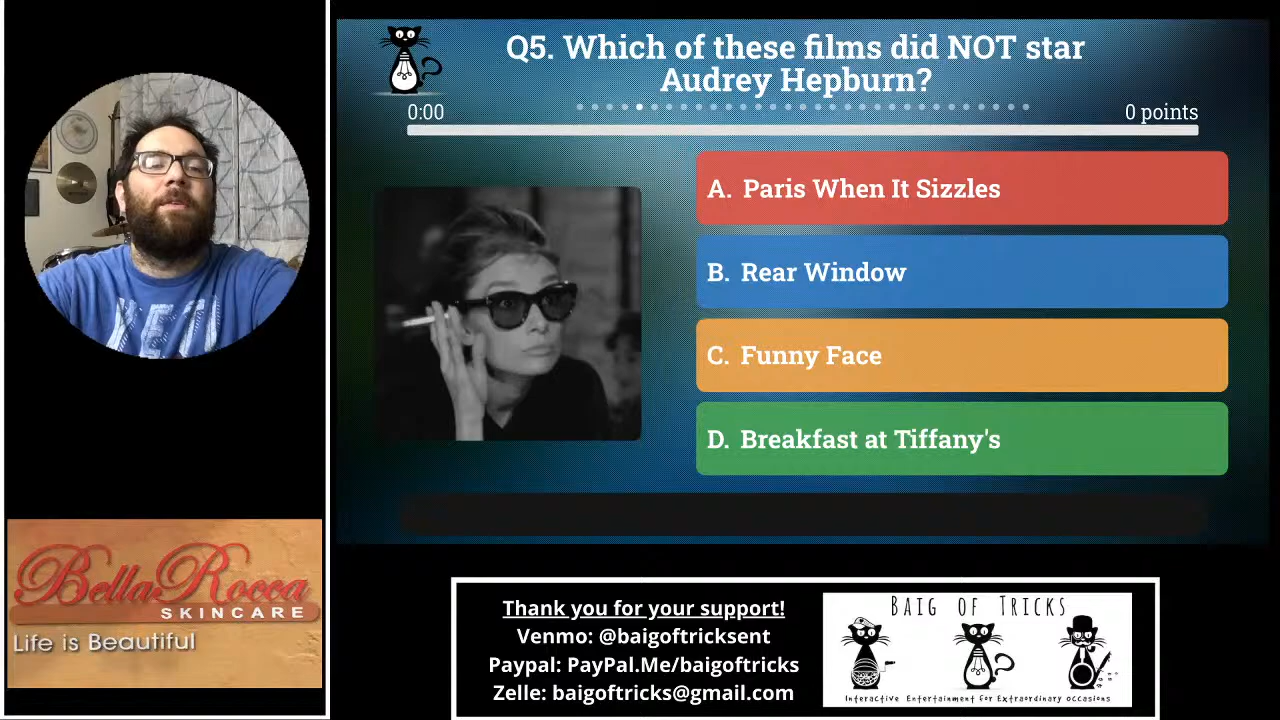 Q5. Which of these films did NOT star
Audrey Hepburn?
0:00
0 points
A. Paris When It Sizzles
B. Rear Window
C. Funny Face
D. Breakfast at Tiffany's
BellaRocca
SKINCARE
Life is Beautiful
Thank you for your support!
Venmo: @baigoftricksent
Paypal: PayPal.Me/baigoftricks
Zelle: baigoftricks@gmail.com
BAIG OF TRICKS
Interactive Entertainment for Extraordinary occasions